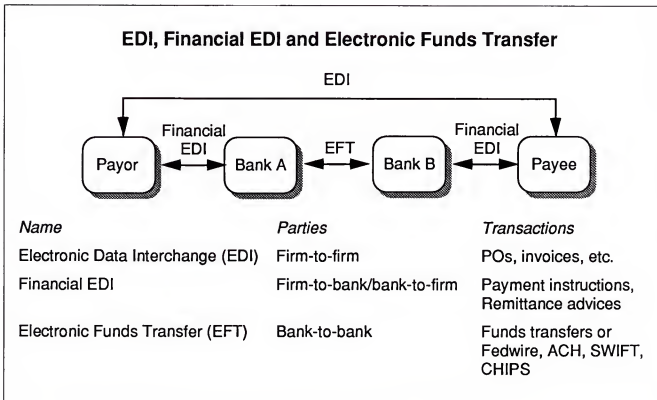 EDI, Financial EDI and Electronic Funds Transfer
EDI
Financial EDI
EFT
Financial EDI
Payor
Bank A
Bank B
Payee
Name Parties Transactions
Electronic Data Interchange (EDI) Firm-to-firm POs, invoices, etc.
Financial EDI Firm-to-bank/bank-to-firm Payment instructions,
Remittance advices
Electronic Funds Transfer (EFT) Bank-to-bank Funds transfers or
Fedwire, ACH, SWIFT,
CHIPS